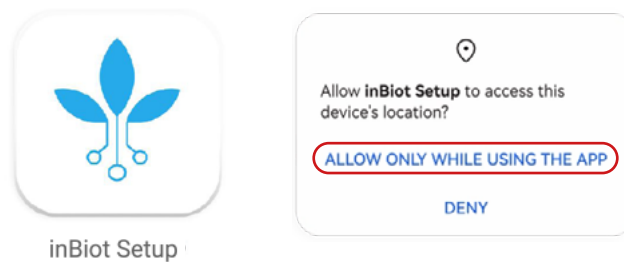 inBiot Setup
Allow inBiot Setup to access this
device's location?
ALLOW ONLY WHILE USING THE APP
DENY